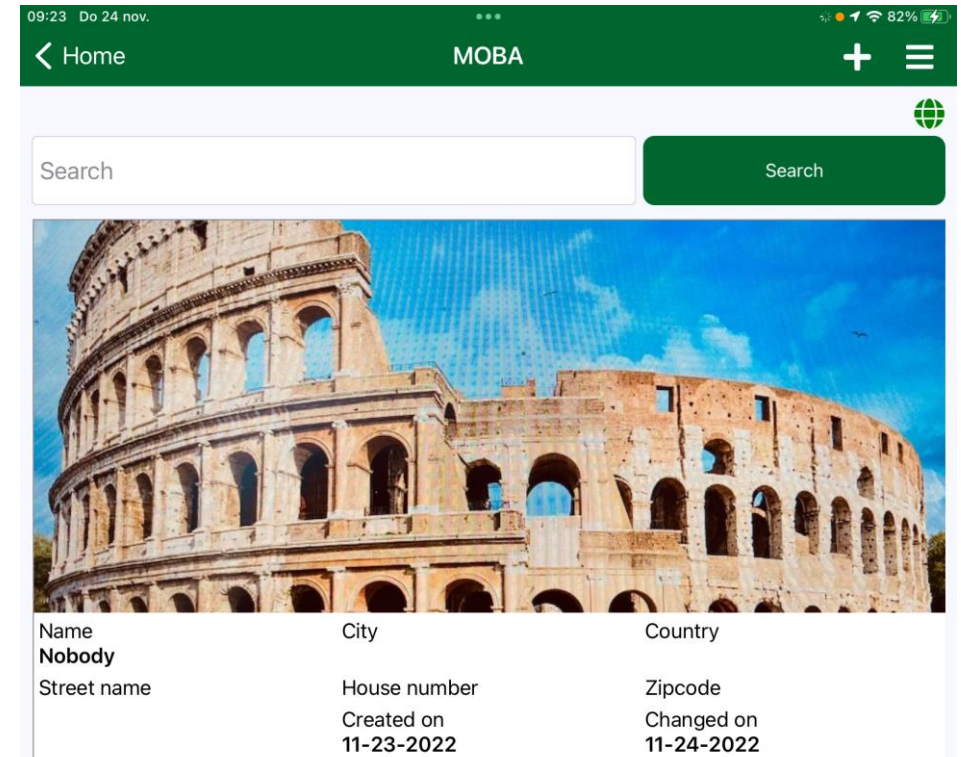 09:23 Do 24 nov. 82%
Home MOBA
Search Search
Name City Country
Nobody
Street name House number Zipcode
Created on Changed on
11-23-2022 11-24-2022